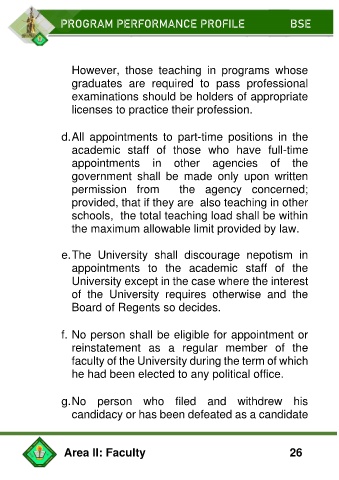 PROGRAM PERFORMANCE PROFILE BSE
However, those teaching in programs whose
graduates are required to pass professional
examinations should be holders of appropriate
licenses to practice their profession.
d.All appointments to part-time positions in the
academic staff of those who have full-time
appointments in other agencies of the
government shall be made only upon written
permission from the agency concerned;
provided, that if they are also teaching in other
schools, the total teaching load shall be within
the maximum allowable limit provided by law.
e.The University shall discourage nepotism in
appointments to the academic staff of the
University except in the case where the interest
of the University requires otherwise and the
Board of Regents so decides.
f. No person shall be eligible for appointment or
reinstatement as a regular member of the
faculty of the University during the term of which
he had been elected to any political office.
g.No person who filed and withdrew his
candidacy or has been defeated as a candidate
Area II: Faculty 26